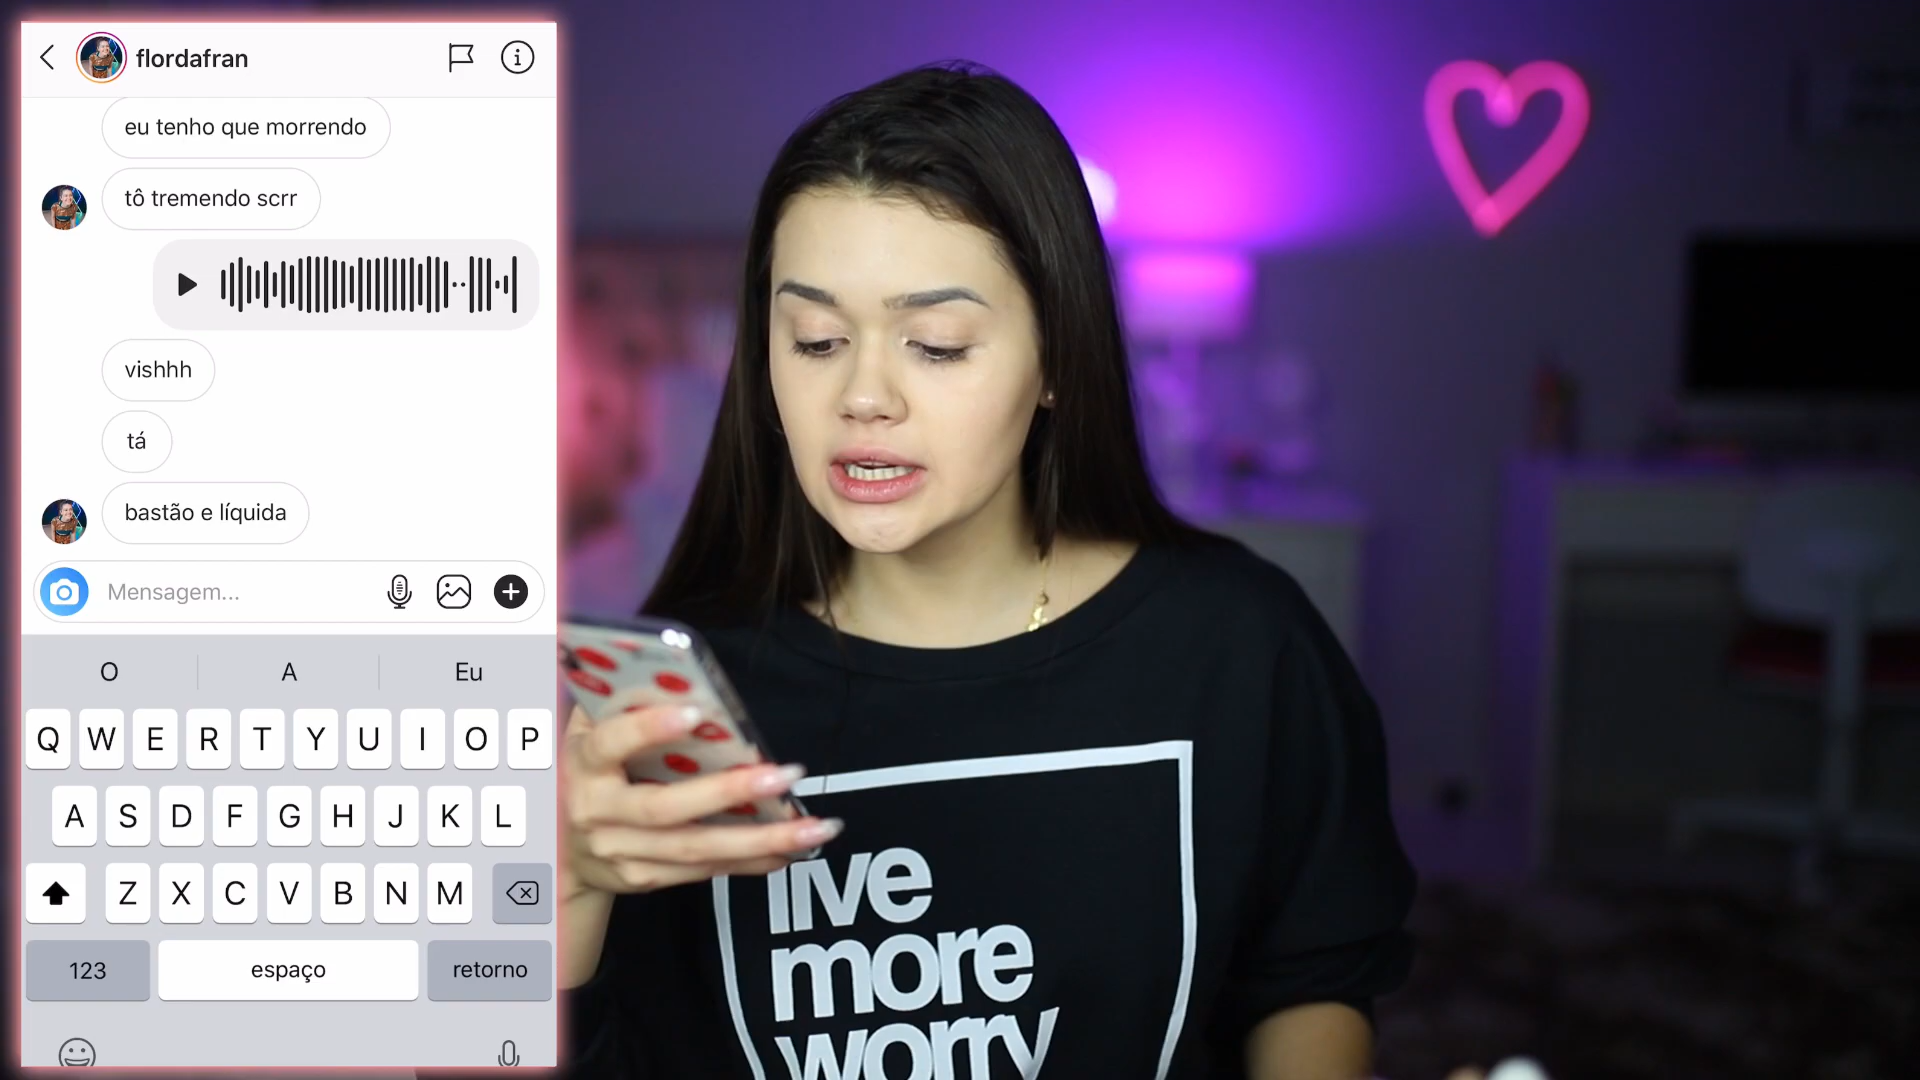 flordafran
eu tenho que morrendo
tô tremendo scrr
vishhh
tá
bastão e líquida
Mensagem...
O A Eu
Q W E R T Y U I O P
A S D F G H J K L
Z X C V B N M
123 espaço retorno
live
more
worry